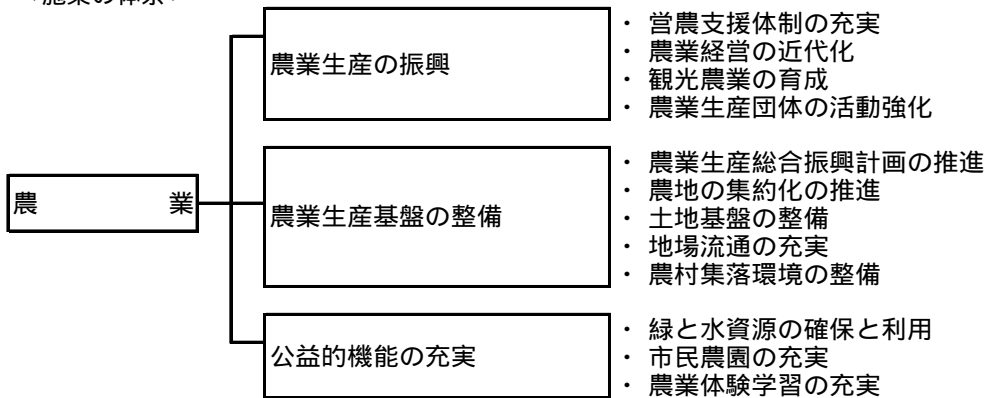 <施策の体系>
農業生産の振興
・ 営農支援体制の充実
・ 農業経営の近代化
・ 観光農業の育成
・ 農業生産団体の活動強化
農　　　　業
農業生産基盤の整備
・ 農業生産総合振興計画の推進
・ 農地の集約化の推進
・ 土地基盤の整備
・ 地場流通の充実
・ 農村集落環境の整備
公益的機能の充実
・ 緑と水資源の確保と利用
・ 市民農園の充実
・ 農業体験学習の充実